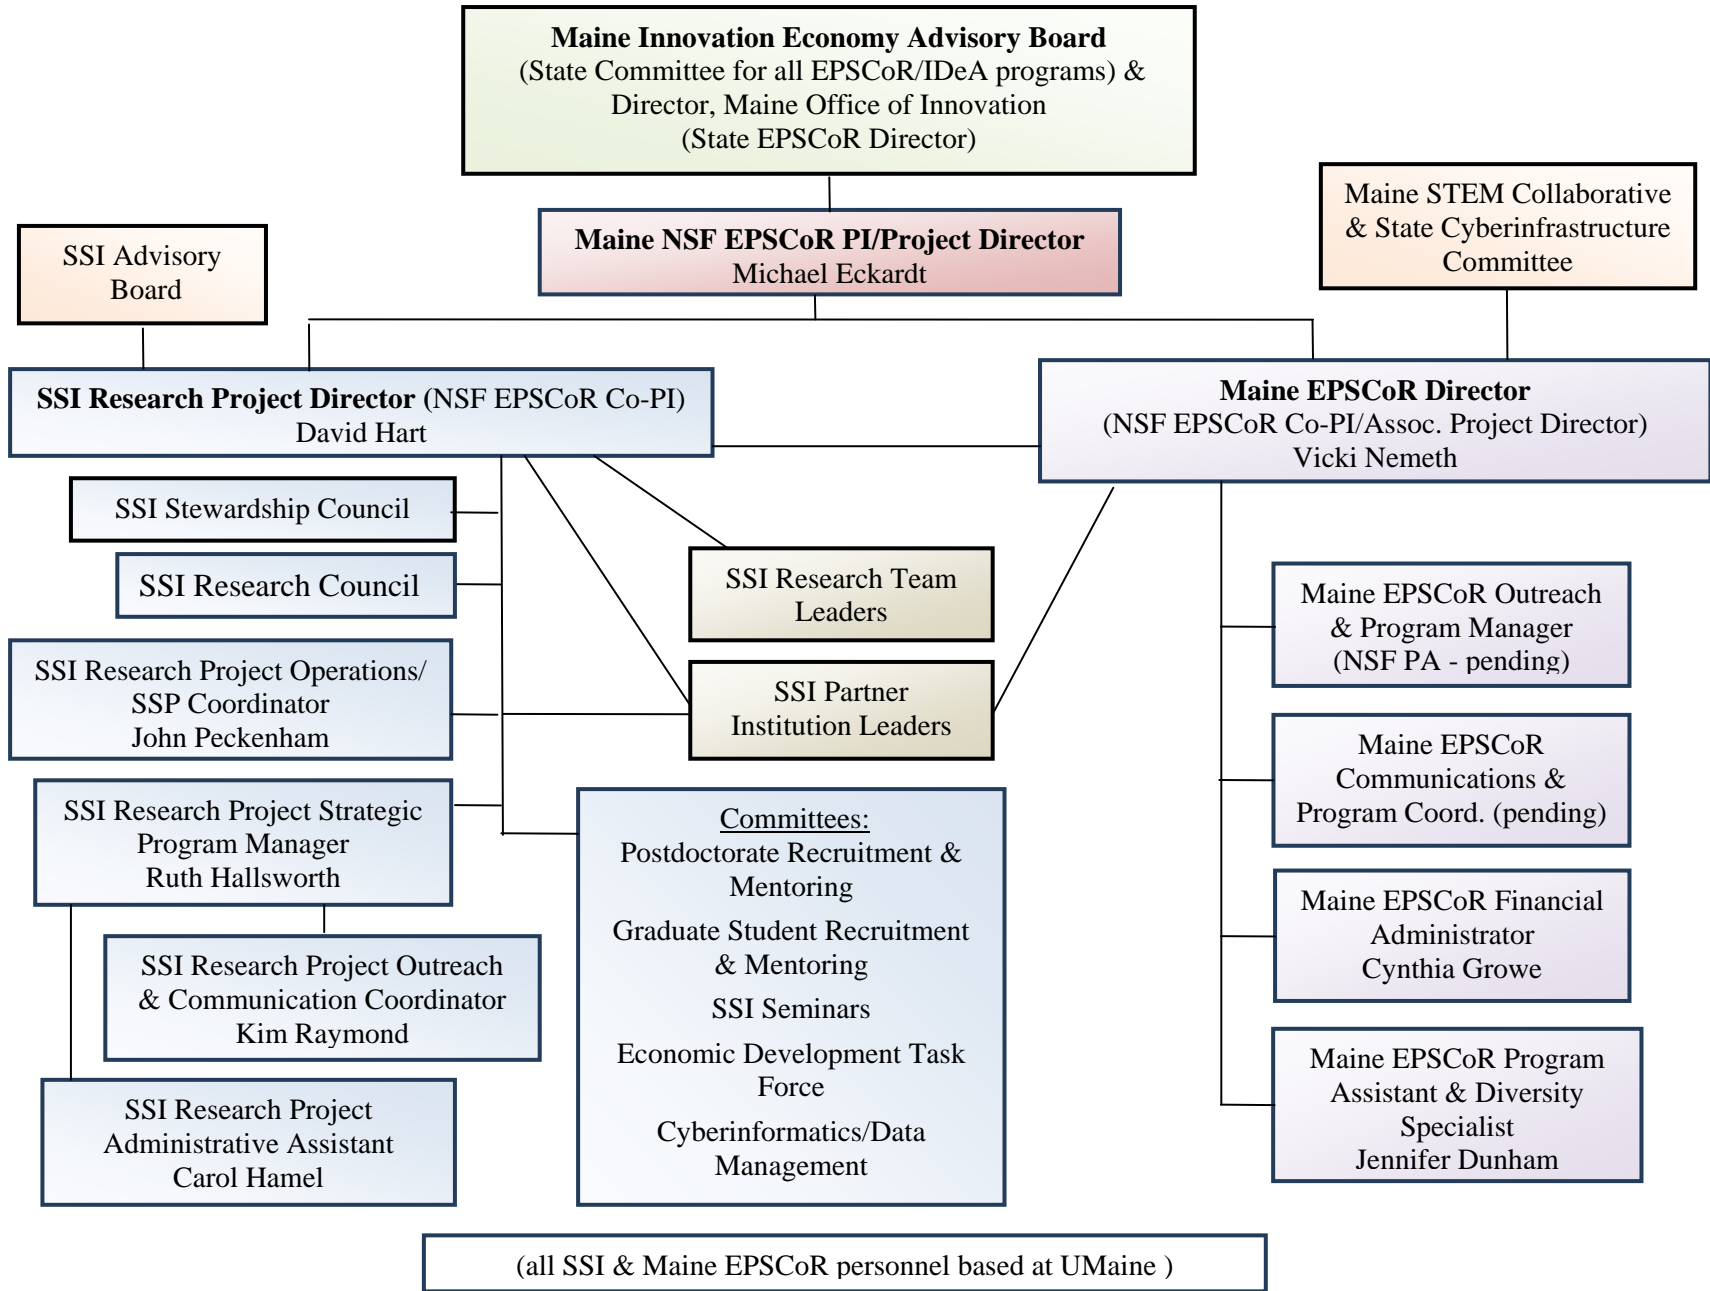 Maine Innovation Economy Advisory Board
(State Committee for all EPSCoR/IDeA programs) &
Director, Maine Office of Innovation
(State EPSCoR Director)
Maine STEM Collaborative
& State Cyberinfrastructure
Committee
Maine NSF EPSCoR PI/Project Director
Michael Eckardt
SSI Advisory
Board
SSI Research Project Director (NSF EPSCoR Co-PI)
David Hart
Maine EPSCoR Director
(NSF EPSCoR Co-PI/Assoc. Project Director)
Vicki Nemeth
SSI Stewardship Council
SSI Research Council
SSI Research Project Operations/
SSP Coordinator
John Peckenham
SSI Research Project Strategic
Program Manager
Ruth Hallsworth
SSI Research Project Outreach
& Communication Coordinator
Kim Raymond
SSI Research Project
Administrative Assistant
Carol Hamel
SSI Research Team
Leaders
SSI Partner
Institution Leaders
Committees:
Postdoctorate Recruitment &
Mentoring
Graduate Student Recruitment
& Mentoring
SSI Seminars
Economic Development Task
Force
Cyberinformatics/Data
Management
Maine EPSCoR Outreach
& Program Manager
(NSF PA - pending)
Maine EPSCoR
Communications &
Program Coord. (pending)
Maine EPSCoR Financial
Administrator
Cynthia Growe
Maine EPSCoR Program
Assistant & Diversity
Specialist
Jennifer Dunham
(all SSI & Maine EPSCoR personnel based at UMaine )